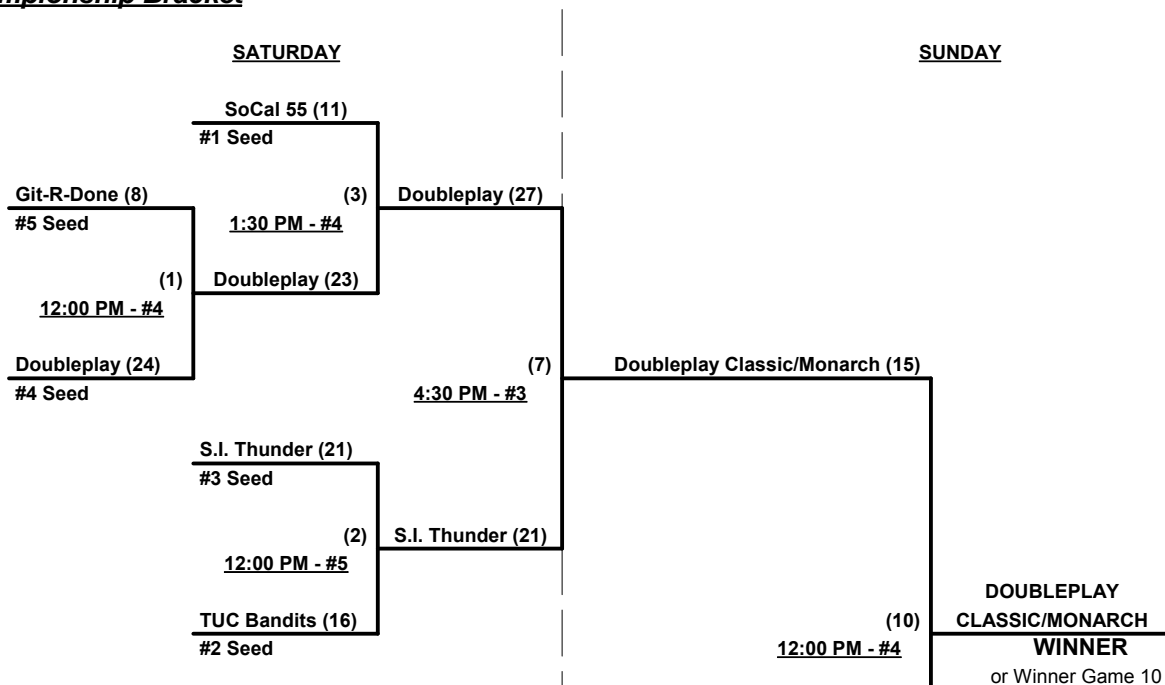 SATURDAY
SUNDAY
SoCal 55 (11)
#1 Seed
Git-R-Done (8)
#5 Seed
(3)
1:30 PM - #4
Doubleplay (27)
(1)
12:00 PM - #4
Doubleplay (23)
Doubleplay (24)
#4 Seed
(7)
4:30 PM - #3
Doubleplay Classic/Monarch (15)
S.I. Thunder (21)
#3 Seed
(2)
12:00 PM - #5
S.I. Thunder (21)
TUC Bandits (16)
#2 Seed
(10)
12:00 PM - #4
DOUBLEPLAY
CLASSIC/MONARCH
WINNER
or Winner Game 10